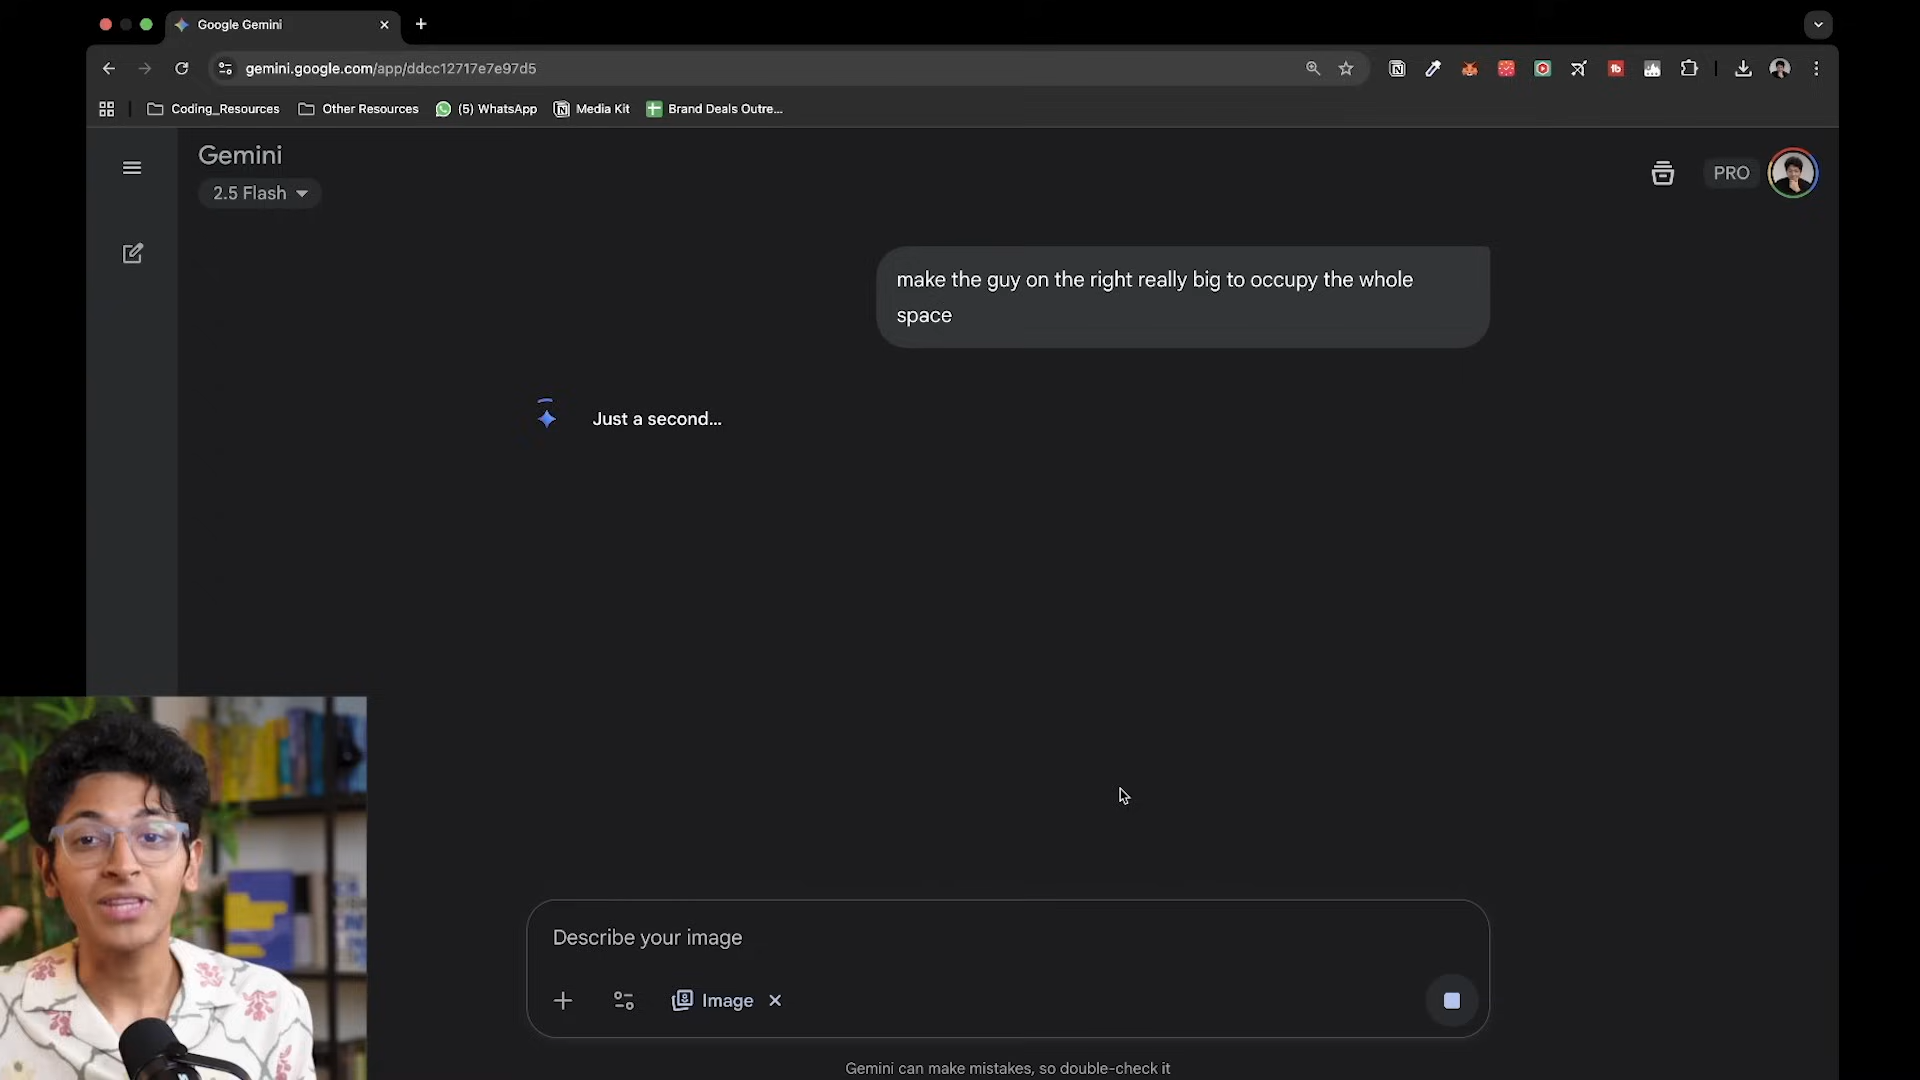 Google Gemini
gemini.google.com/app/ddcc12717e7e97d5
Coding_Resources
Other Resources
(5) WhatsApp
Media Kit
Brand Deals Outre...
Gemini
2.5 Flash
PRO
make the guy on the right really big to occupy the whole
space
Just a second...
Describe your image
Image
Gemini can make mistakes, so double-check it